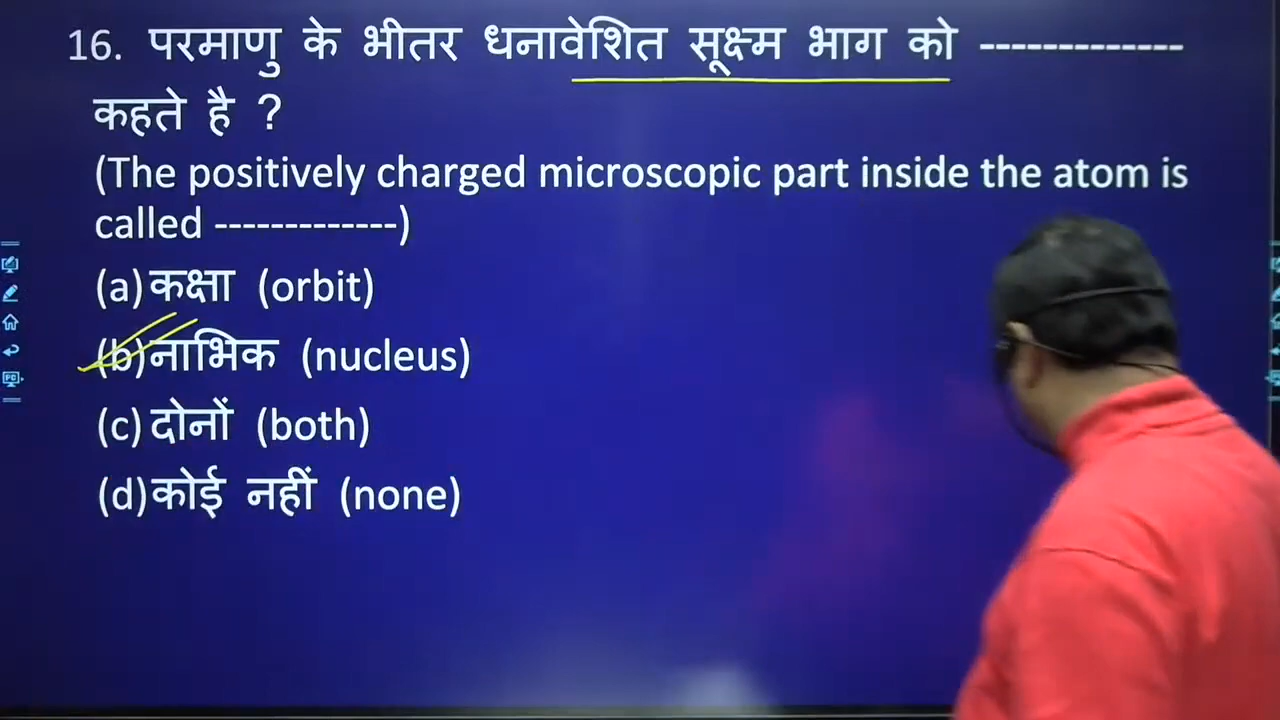 16. परमाणु के भीतर धनावेशित सूक्ष्म भाग को -------------
कहते है ?
(The positively charged microscopic part inside the atom is
called -------------)
(a) कक्षा (orbit)
(b) नाभिक (nucleus)
(c) दोनों (both)
(d) कोई नहीं (none)